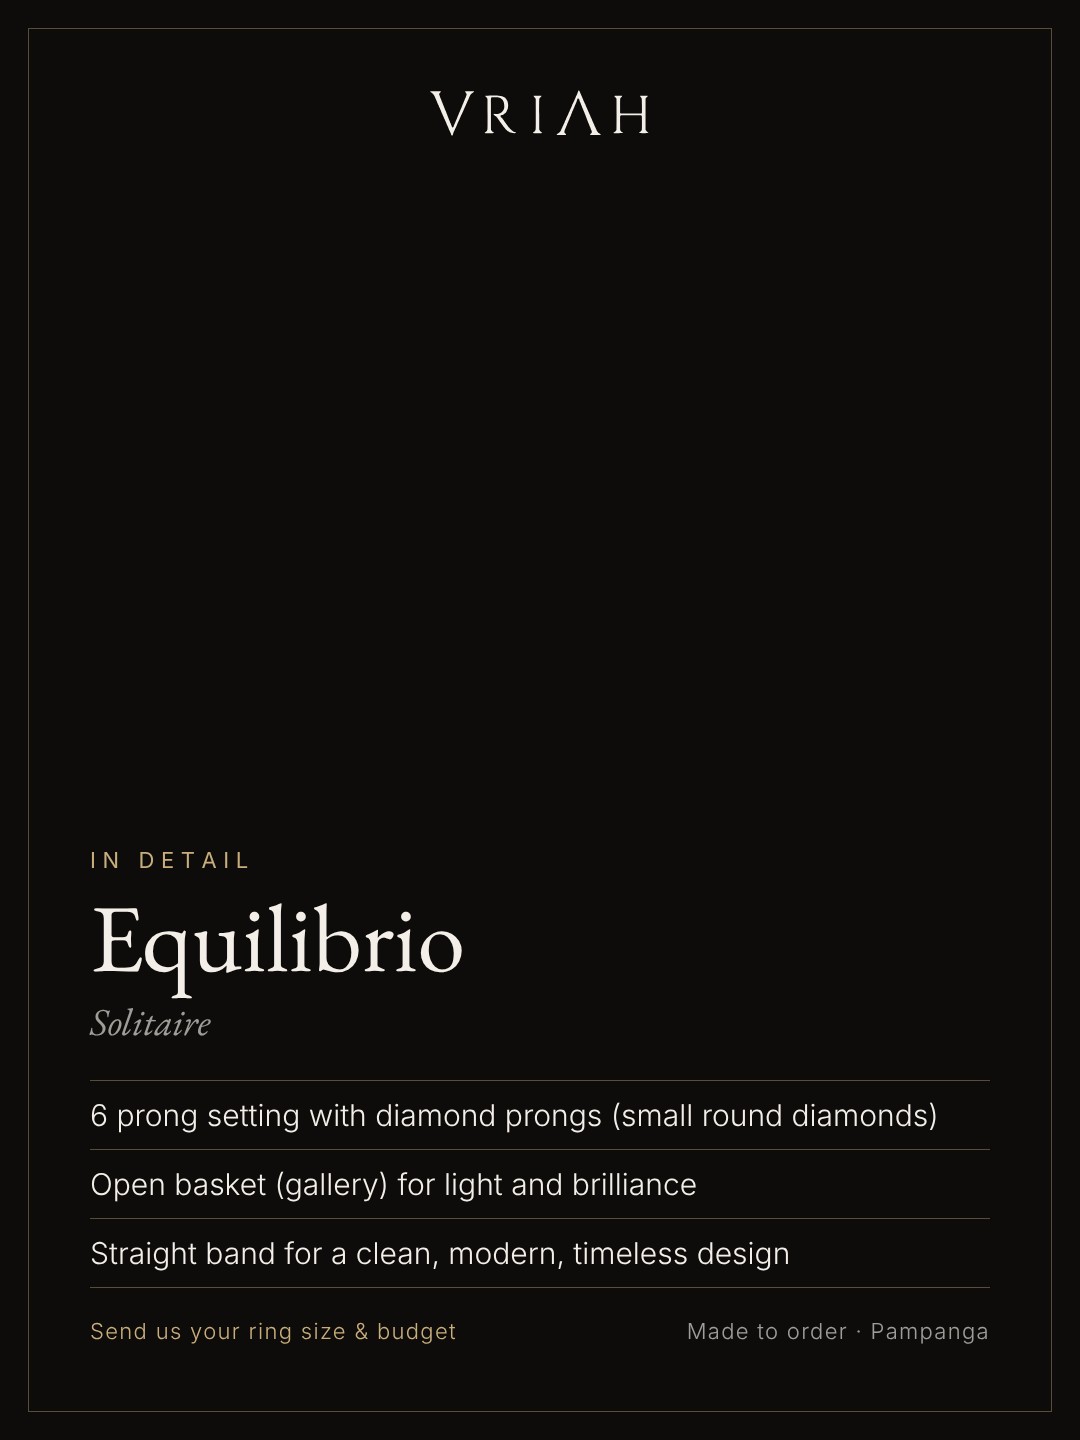 VRIAH
IN DETAIL
Equilibrio
Solitaire
6 prong setting with diamond prongs (small round diamonds)
Open basket (gallery) for light and brilliance
Straight band for a clean, modern, timeless design
Send us your ring size & budget
Made to order · Pampanga